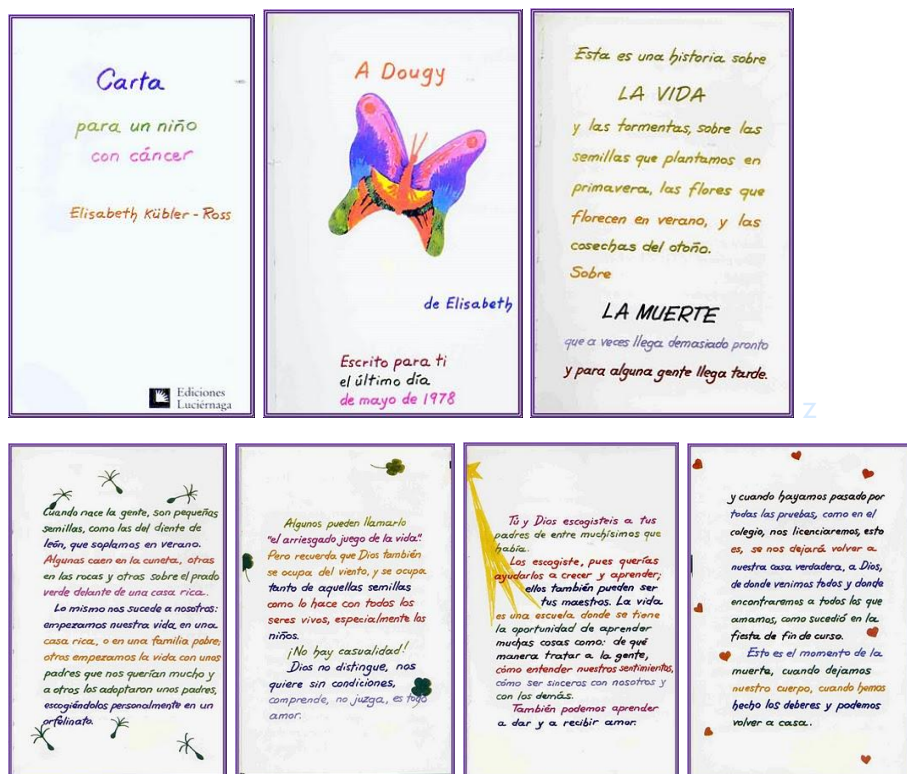 Carta
para un niño
con cáncer
Elisabeth Kübler - Ross
Ediciones
Luciérnaga
A Dougy
de Elisabeth
Escrito para ti
el último día
de mayo de 1978
Esta es una historia sobre
LA VIDA
y las tormentas, sobre las
semillas que plantamos en
primavera, las flores que
florecen en verano, y las
cosechas del otoño.
Sobre
LA MUERTE
que a veces llega demasiado pronto
y para alguna gente llega tarde.
z
Cuando nace la gente, son pequeñas
semillas, como las del diente de
león, que soplamos en verano.
Algunas caen en la cuneta, otras
en las rocas y otras sobre el prado
verde delante de una casa rica.
Lo mismo nos sucede a nosotros:
empezamos nuestra vida en una
casa rica, o en una familia pobre;
otros empezamos la vida con unos
padres que nos querían mucho y
a otros los adoptaron unos padres,
escogiéndolos personalmente en un
orfelinato.
Algunos pueden llamarlo
"el arriesgado juego de la vida".
Pero recuerda que Dios también
se ocupa del viento, y se ocupa
tanto de aquellas semillas
como lo hace con todos los
seres vivos, especialmente los
niños.
¡No hay casualidad!
Dios no distingue, nos
quiere sin condiciones,
comprende, no juzga, es todo
amor.
Tú y Dios escogisteis a tus
padres de entre muchísimos que
había.
Los escogiste, pues querías
ayudarlos a crecer y aprender;
ellos también pueden ser
tus maestros. La vida
es una escuela donde se tiene
la oportunidad de aprender
muchas cosas como: de qué
manera tratar a la gente,
cómo entender nuestros sentimientos,
cómo ser sinceros con nosotros y
con los demás.
También podemos aprender
a dar y a recibir amor.
y cuando hayamos pasado por
todas las pruebas, como en el
colegio, nos licenciaremos, esto
es, se nos dejará volver a
nuestra casa verdadera, a Dios,
de donde venimos todos y donde
encontraremos a todos los que
amamos, como sucedió en la
fiesta de fin de curso.
Esto es el momento de la
muerte, cuando dejamos
nuestro cuerpo, cuando hemos
hecho los deberes y podemos
volver a casa.